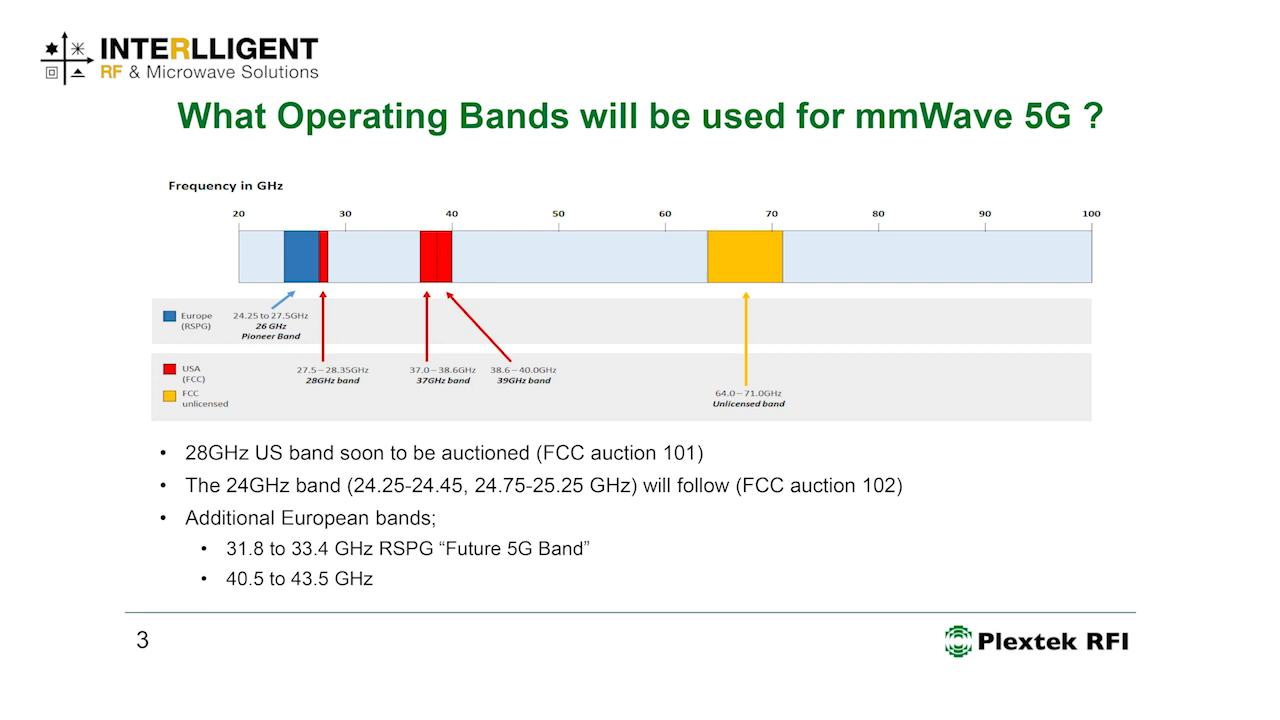 INTERLLIGENT
RF & Microwave Solutions
What Operating Bands will be used for mmWave 5G ?
Frequency in GHz
20 30 40 50 60 70 80 90 100
Europe
(RSPG)
24.25 to 27.5GHz
26 GHz
Pioneer Band
USA
(FCC)
FCC
unlicensed
27.5 – 28.35GHz
28GHz band
37.0 – 38.6GHz
37GHz band
38.6 – 40.0GHz
39GHz band
64.0 – 71.0GHz
Unlicensed band
• 28GHz US band soon to be auctioned (FCC auction 101)
• The 24GHz band (24.25-24.45, 24.75-25.25 GHz) will follow (FCC auction 102)
• Additional European bands;
• 31.8 to 33.4 GHz RSPG “Future 5G Band”
• 40.5 to 43.5 GHz
3
Plextek RFI